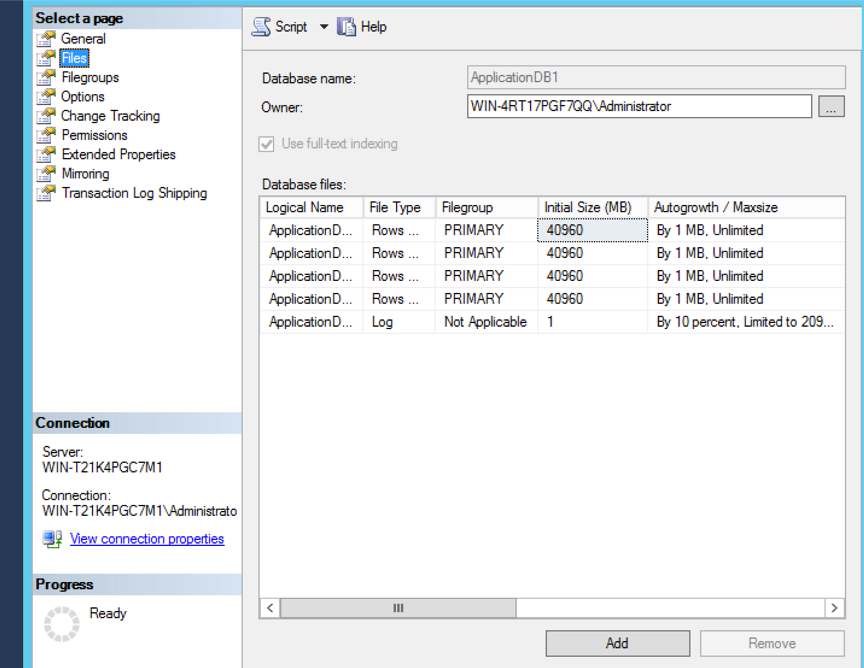 Select a page
General
Files
Filegroups
Options
Change Tracking
Permissions
Extended Properties
Mirroring
Transaction Log Shipping
Connection
Server:
WIN-T21K4PGC7M1
Connection:
WIN-T21K4PGC7M1\Administrato
View connection properties
Progress
Ready
Script Help
Database name: ApplicationDB1
Owner: WIN-4RT17PGF7QQ\Administrator ...
Use full-text indexing
Database files:
Logical Name File Type Filegroup Initial Size (MB) Autogrowth / Maxsize
ApplicationD... Rows ... PRIMARY 40960 By 1 MB, Unlimited
ApplicationD... Rows ... PRIMARY 40960 By 1 MB, Unlimited
ApplicationD... Rows ... PRIMARY 40960 By 1 MB, Unlimited
ApplicationD... Rows ... PRIMARY 40960 By 1 MB, Unlimited
ApplicationD... Log Not Applicable 1 By 10 percent, Limited to 209...
Add Remove